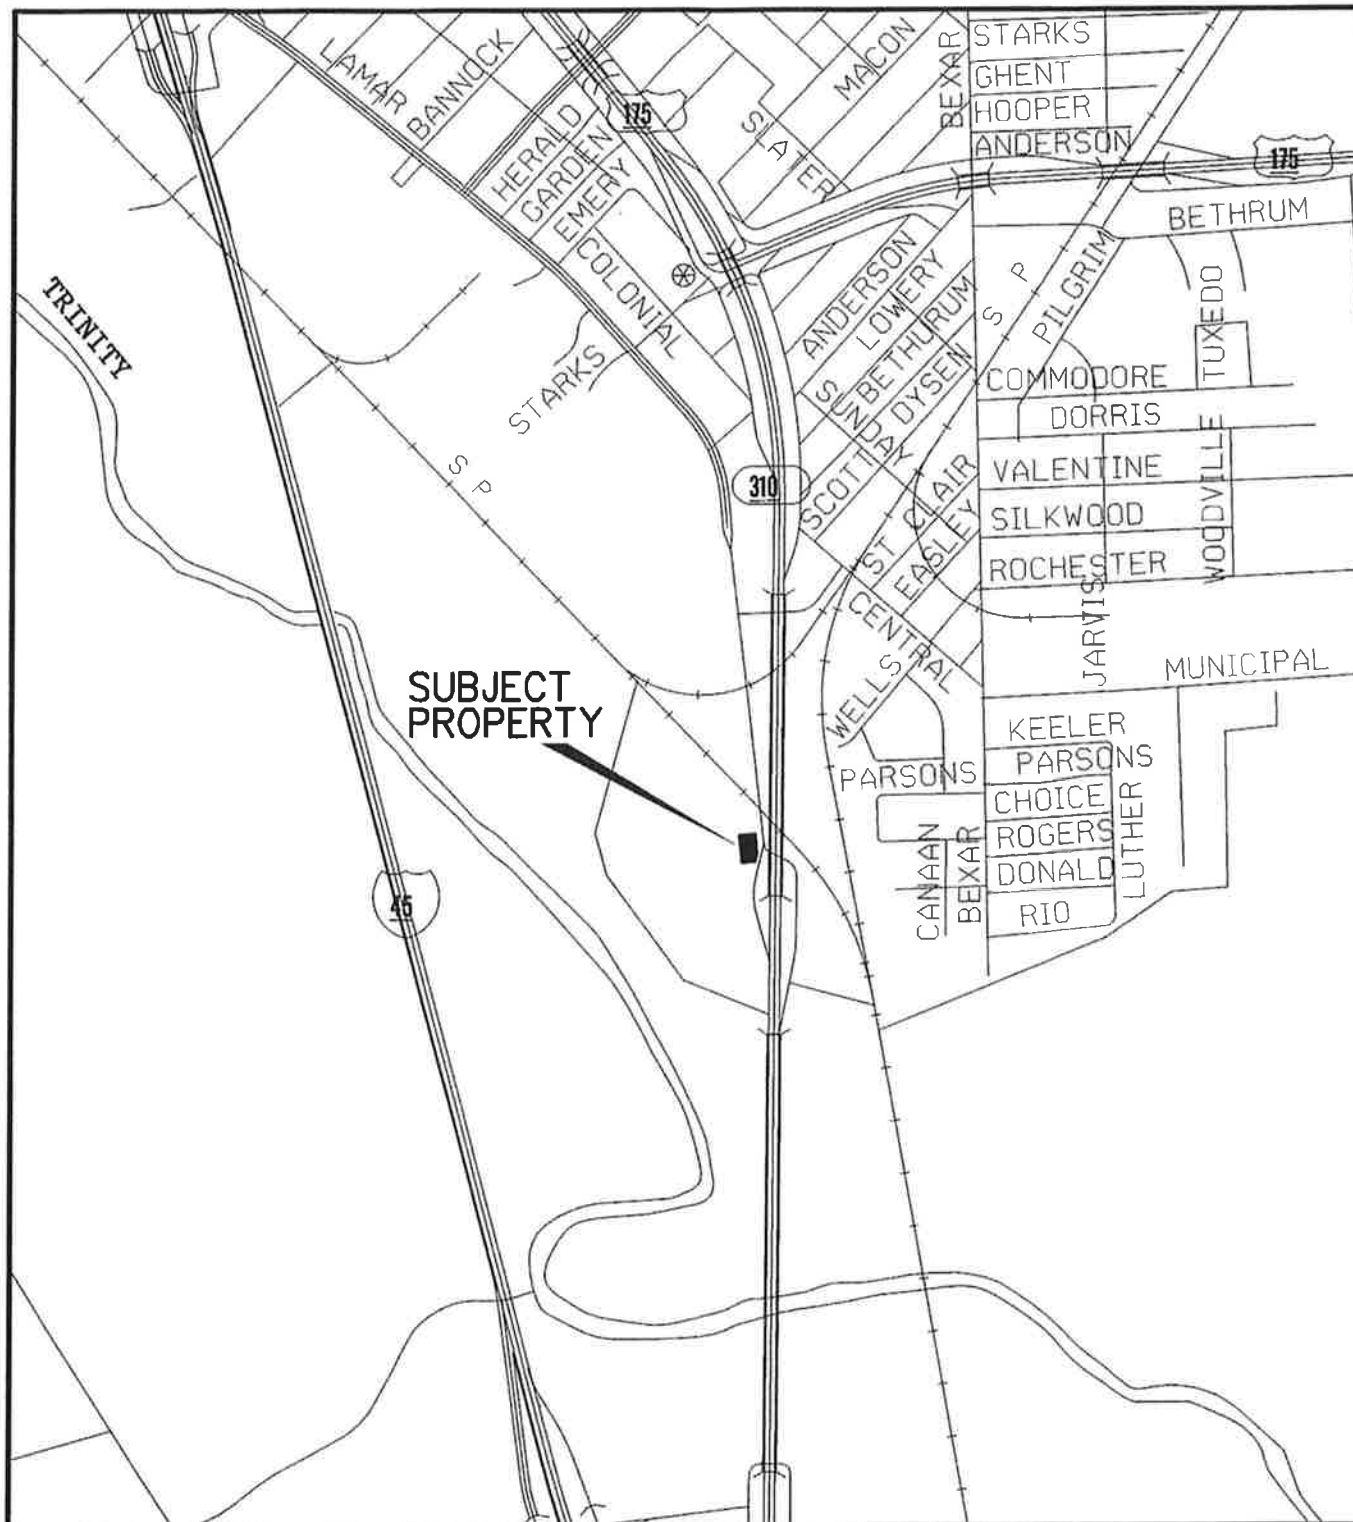 LAMAR
BANNOCK
HERALD
GARDEN
EMERY
175
SLATER
MACON
BEXAR
STARKS
GHENT
HOOPER
ANDERSON
175
BETHRUM
TRINITY
COLONIAL
STARKS
ANDERSON
LOWERY
BETHURUM
SUNDAY
DYSEN
SCOTT
S P
PILGRIM
TUXEDO
COMMODORE
DORRIS
VALENTINE
SILKWOOD
ROCHESTER
WOODVILLE
S P
310
ST CLAIR
EASLEY
CENTRAL
WELLS
JARVIS
MUNICIPAL
SUBJECT
PROPERTY
KEELER
PARSONS
PARSONS
CHOICE
ROGERS
DONALD
RIO
LUTHER
CANAAN
BEXAR
45